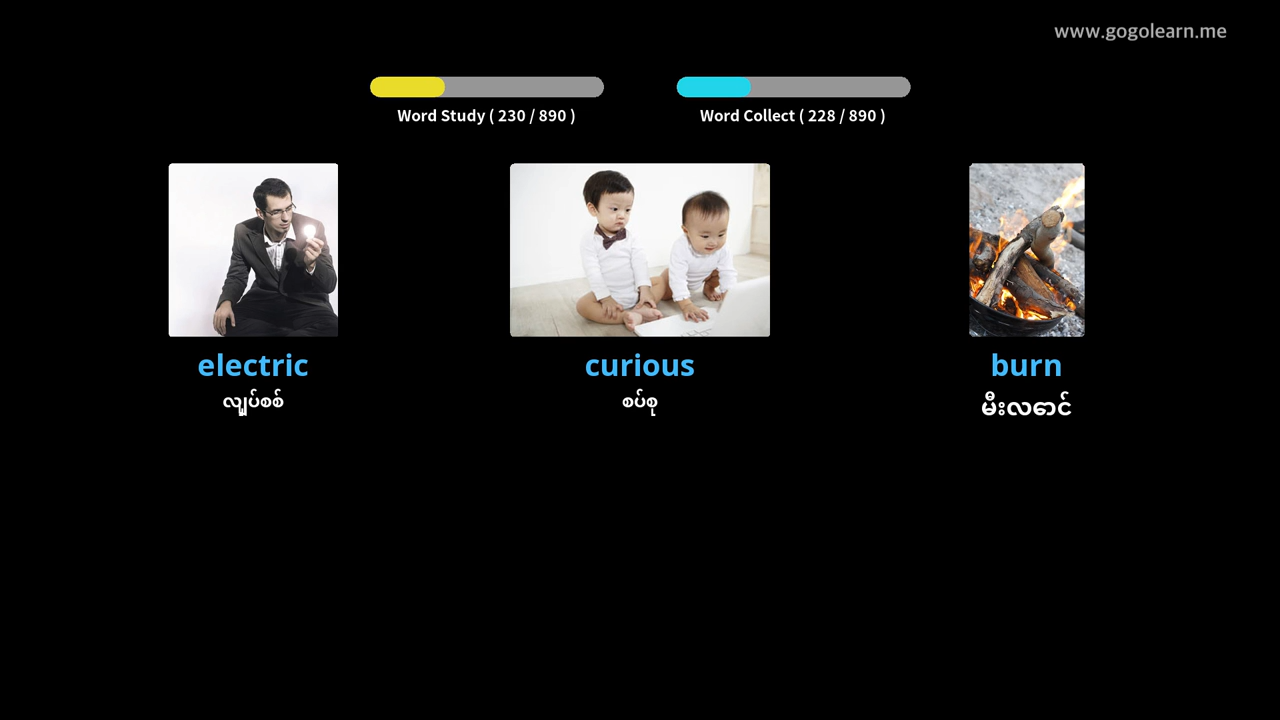 www.gogolearn.me
Word Study ( 230 / 890 )
Word Collect ( 228 / 890 )
electric
လျှပ်စစ်
curious
စပ်စု
burn
မီးလောင်